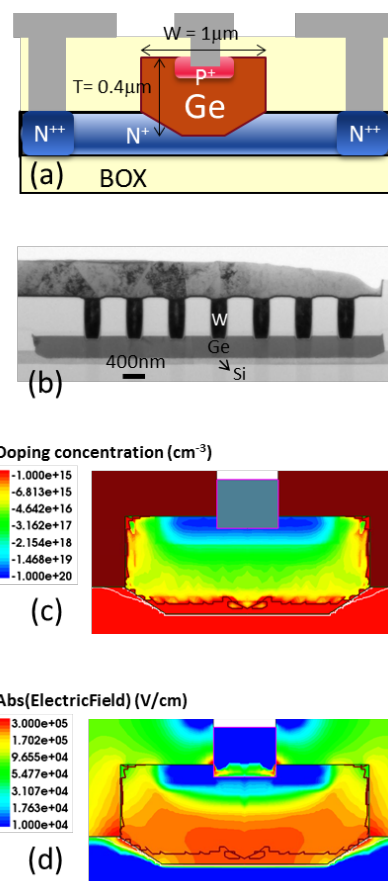 W = 1μm
P⁺
T= 0.4μm
Ge
N⁺⁺
N⁺
N⁺⁺
(a)
BOX
W
Ge
400nm
Si
(b)
Doping concentration (cm⁻³)
-1.000e+15
-6.813e+15
-4.642e+16
-3.162e+17
-2.154e+18
-1.468e+19
-1.000e+20
(c)
Abs(ElectricField) (V/cm)
3.000e+05
1.702e+05
9.655e+04
5.477e+04
3.107e+04
1.763e+04
1.000e+04
(d)